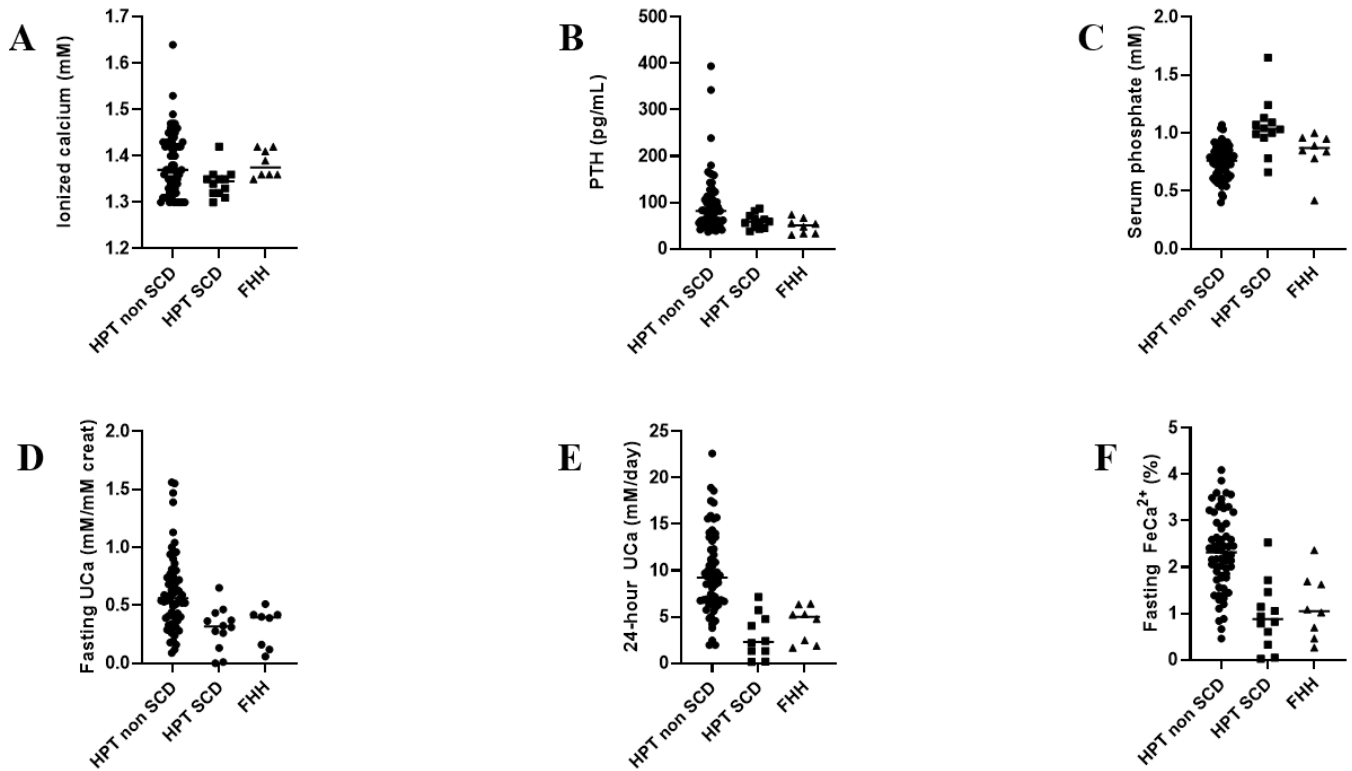 A
Ionized calcium (mM)
1.7
1.6
1.5
1.4
1.3
1.2
HPT non SCD
HPT SCD
FHH
B
PTH (pg/mL)
500
400
300
200
100
0
HPT non SCD
HPT SCD
FHH
C
Serum phosphate (mM)
2.0
1.5
1.0
0.5
0.0
HPT non SCD
HPT SCD
FHH
D
Fasting UCa (mM/mM creat)
2.0
1.5
1.0
0.5
0.0
HPT non SCD
HPT SCD
FHH
E
24-hour UCa (mM/day)
25
20
15
10
5
0
HPT non SCD
HPT SCD
FHH
F
Fasting FeCa²⁺ (%)
5
4
3
2
1
0
HPT non SCD
HPT SCD
FHH